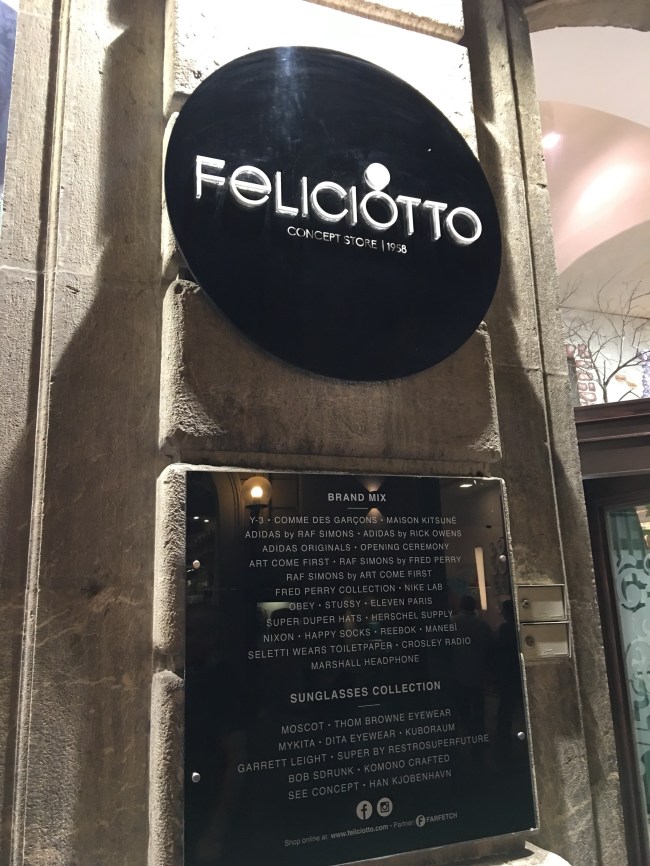 FELICIOTTO
CONCEPT STORE | 1958
BRAND MIX
Y-3 • COMME DES GARÇONS • MAISON KITSUNÉ
ADIDAS by RAF SIMONS • ADIDAS by RICK OWENS
ADIDAS ORIGINALS • OPENING CEREMONY
ART COME FIRST • RAF SIMONS by FRED PERRY
RAF SIMONS by ART COME FIRST
FRED PERRY COLLECTION • NIKE LAB
OBEY • STUSSY • ELEVEN PARIS
SUPER DUPER HATS • HERSCHEL SUPPLY
NIXON • HAPPY SOCKS • REEBOK • MANEBÍ
SELETTI WEARS TOILETPAPER • CROSLEY RADIO
MARSHALL HEADPHONE
SUNGLASSES COLLECTION
MOSCOT • THOM BROWNE EYEWEAR
MYKITA • DITA EYEWEAR • KUBORAUM
GARRETT LEIGHT • SUPER BY RESTROSUPERFUTURE
BOB SDRUNK • KOMONO CRAFTED
SEE CONCEPT • HAN KJOBENHAVN
Shop online at: www.feliciotto.com - Partner FARFETCH